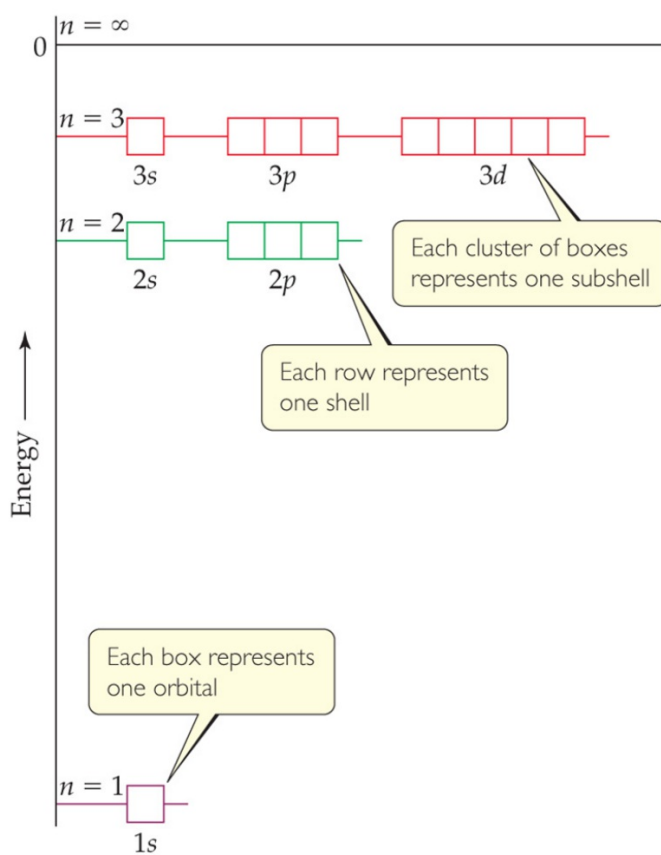 n = ∞
0
n = 3
3s
3p
3d
n = 2
2s
2p
Each cluster of boxes
represents one subshell
Each row represents
one shell
Energy
Each box represents
one orbital
n = 1
1s